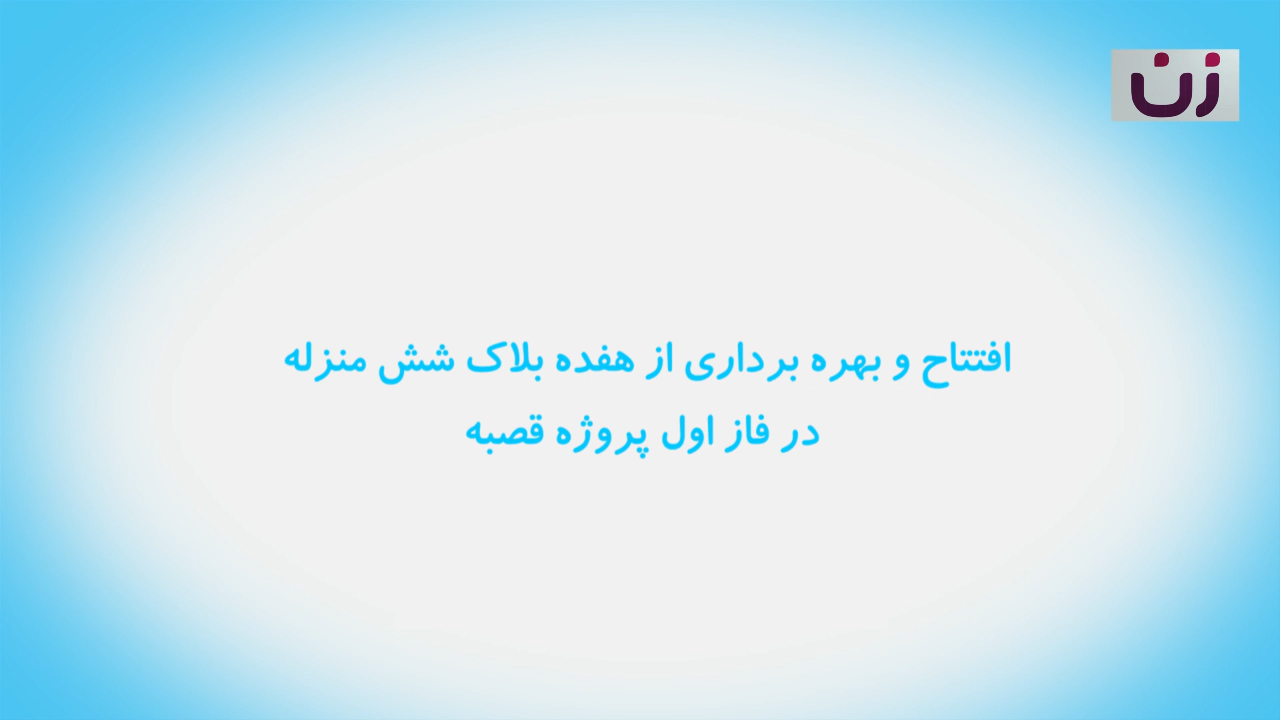 زن
افتتاح و بهره برداری از هفده بلاک شش منزله
در فاز اول پروژه قصبه